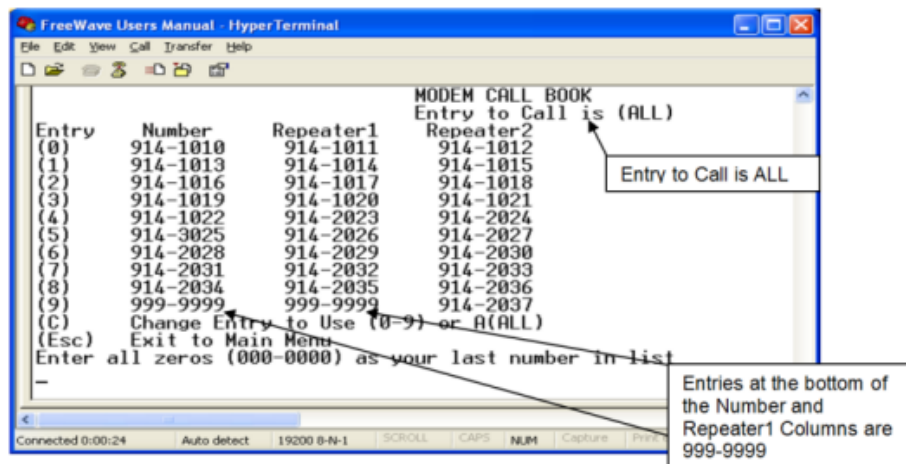 FreeWave Users Manual - HyperTerminal
File Edit View Call Transfer Help
MODEM CALL BOOK
Entry to Call is (ALL)
Entry Number Repeater1 Repeater2
(0) 914-1010 914-1011 914-1012
(1) 914-1013 914-1014 914-1015
(2) 914-1016 914-1017 914-1018
(3) 914-1019 914-1020 914-1021
(4) 914-1022 914-2023 914-2024
(5) 914-3025 914-2026 914-2027
(6) 914-2028 914-2029 914-2030
(7) 914-2031 914-2032 914-2033
(8) 914-2034 914-2035 914-2036
(9) 999-9999 999-9999 914-2037
(C) Change Entry to Use (0-9) or A(ALL)
(Esc) Exit to Main Menu
Enter all zeros (000-0000) as your last number in list
Entry to Call is ALL
Entries at the bottom of
the Number and
Repeater1 Columns are
999-9999
Connected 0:00:24 Auto detect 19200 8-N-1 SCROLL CAPS NUM Capture Print